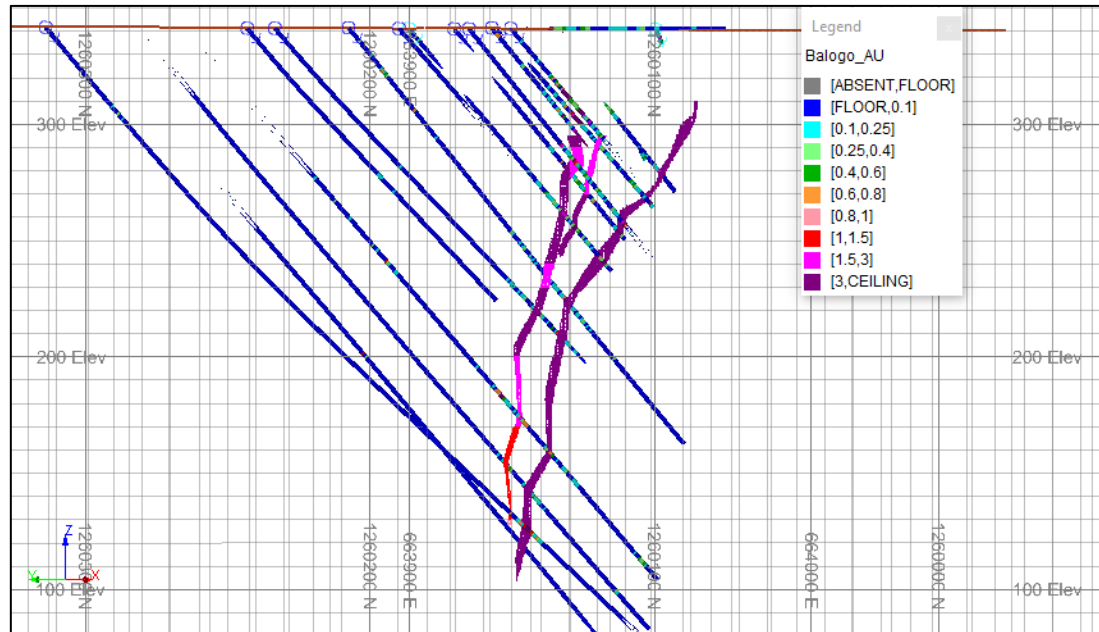 Legend
x
Balogo_AU
[ABSENT,FLOOR]
[FLOOR,0.1]
[0.1,0.25]
[0.25,0.4]
[0.4,0.6]
[0.6,0.8]
[0.8,1]
[1,1.5]
[1.5,3]
[3,CEILING]
1260200 N
1260100 N
300 Elev
300 Elev
200 Elev
200 Elev
1260200 N
663900 E
664000 E
1260000 N
Z
Y
X
100 Elev
100 Elev